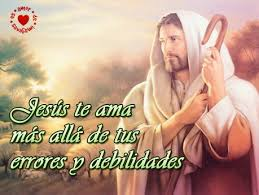 Jesús te ama
más allá de tus
errores y debilidades